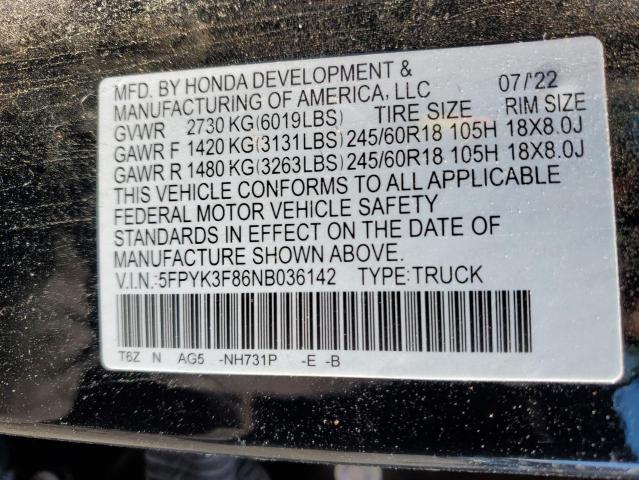 MFD. BY HONDA DEVELOPMENT &
MANUFACTURING OF AMERICA, LLC 07/'22
GVWR 2730 KG(6019LBS) TIRE SIZE RIM SIZE
GAWR F 1420 KG(3131LBS) 245/60R18 105H 18X8.0J
GAWR R 1480 KG(3263LBS) 245/60R18 105H 18X8.0J
THIS VEHICLE CONFORMS TO ALL APPLICABLE
FEDERAL MOTOR VEHICLE SAFETY
STANDARDS IN EFFECT ON THE DATE OF
MANUFACTURE SHOWN ABOVE.
V.I.N.:5FPYK3F86NB036142 TYPE:TRUCK
T6Z N AG5 -NH731P -E -B